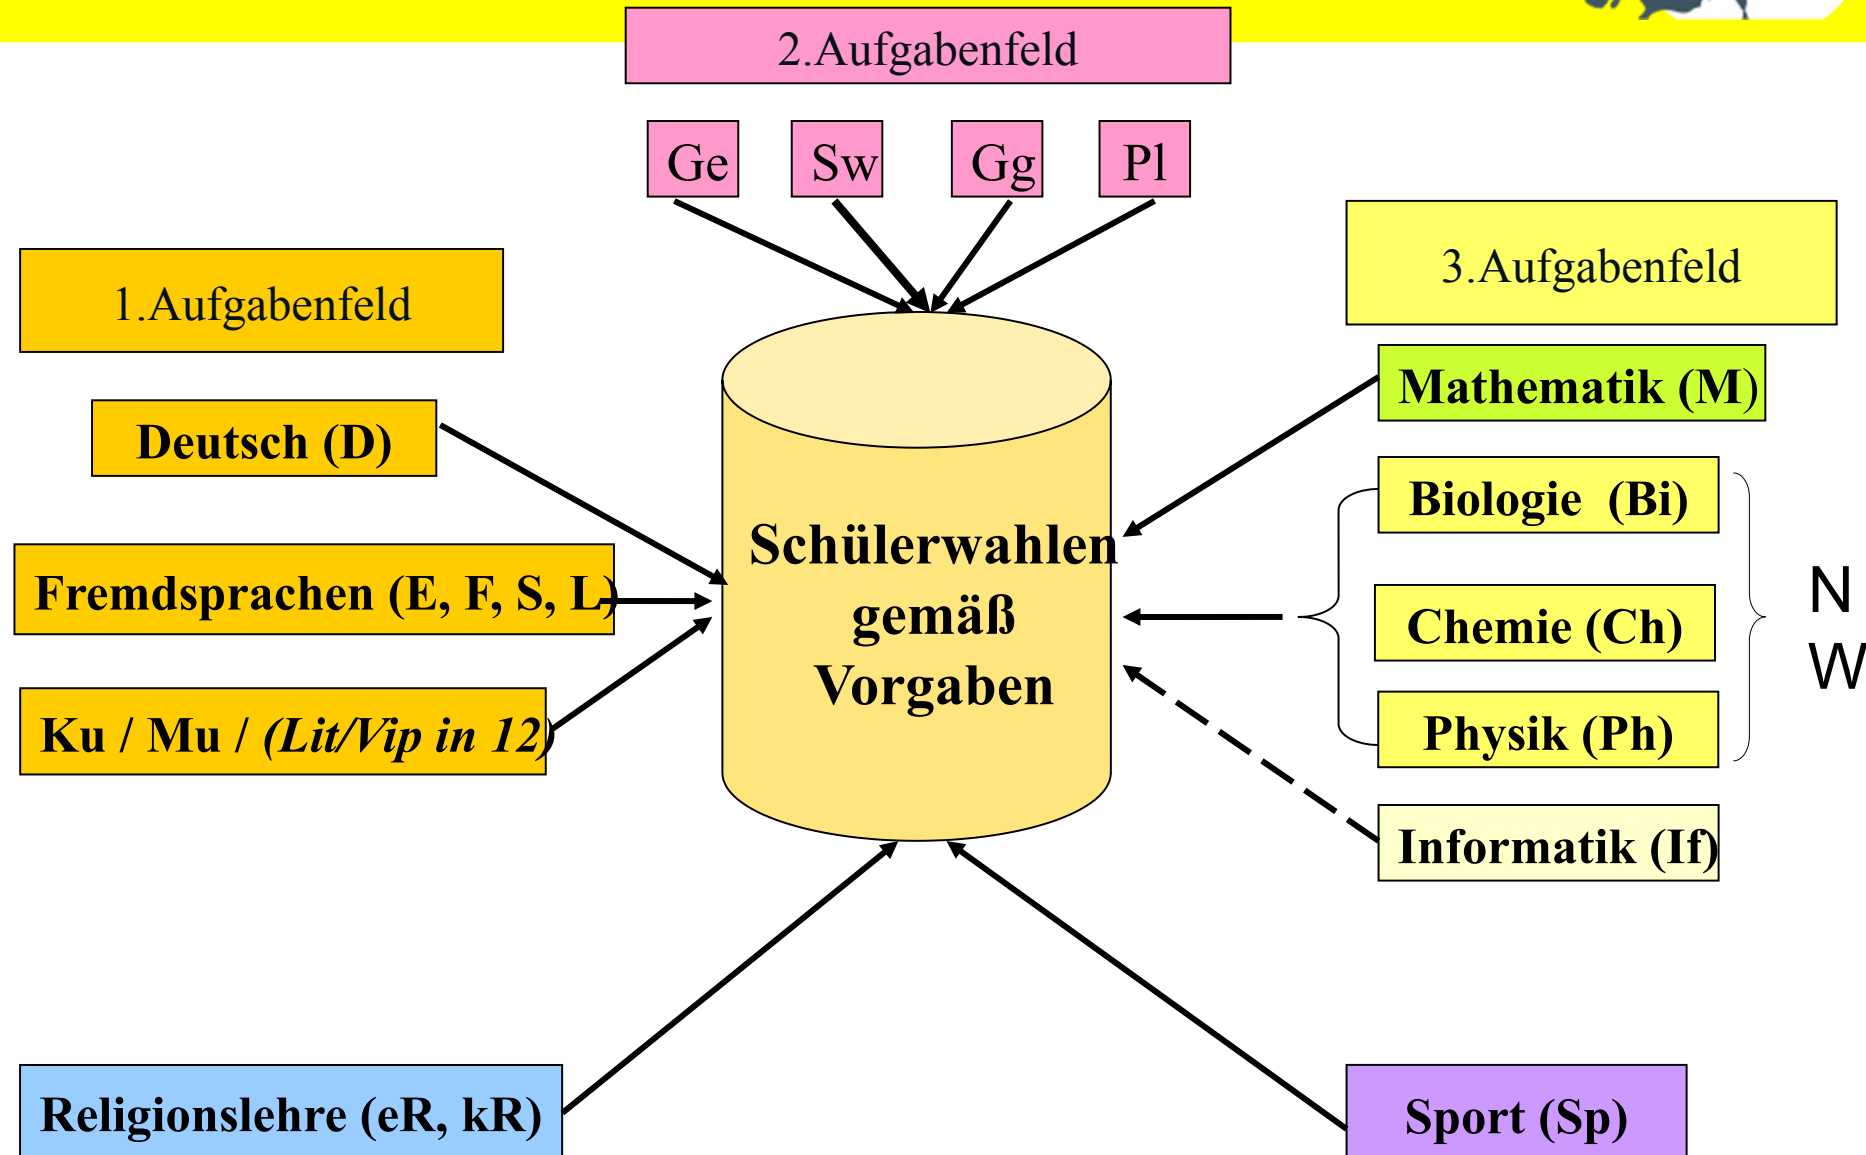 2.Aufgabenfeld
Ge Sw Gg Pl
1.Aufgabenfeld
Deutsch (D)
Fremdsprachen (E, F, S, L)
Ku / Mu / (Lit/Vip in 12)
Schülerwahlen
gemäß
Vorgaben
3.Aufgabenfeld
Mathematik (M)
Biologie (Bi)
Chemie (Ch)
Physik (Ph)
N
W
Informatik (If)
Religionslehre (eR, kR)
Sport (Sp)